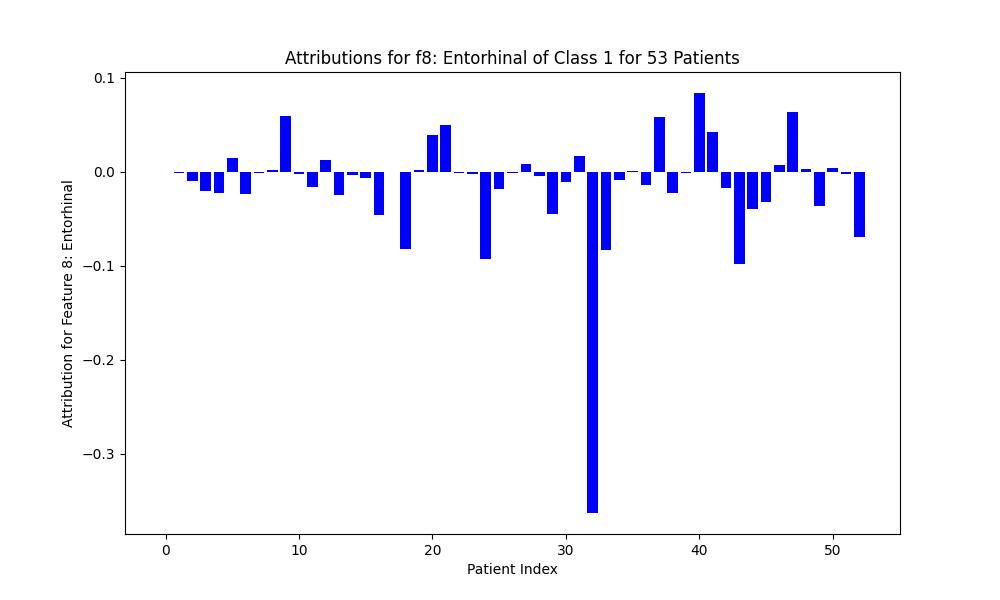 Attributions for f8: Entorhinal of Class 1 for 53 Patients
Attribution for Feature 8: Entorhinal
0.1
0.0
−0.1
−0.2
−0.3
0 10 20 30 40 50
Patient Index